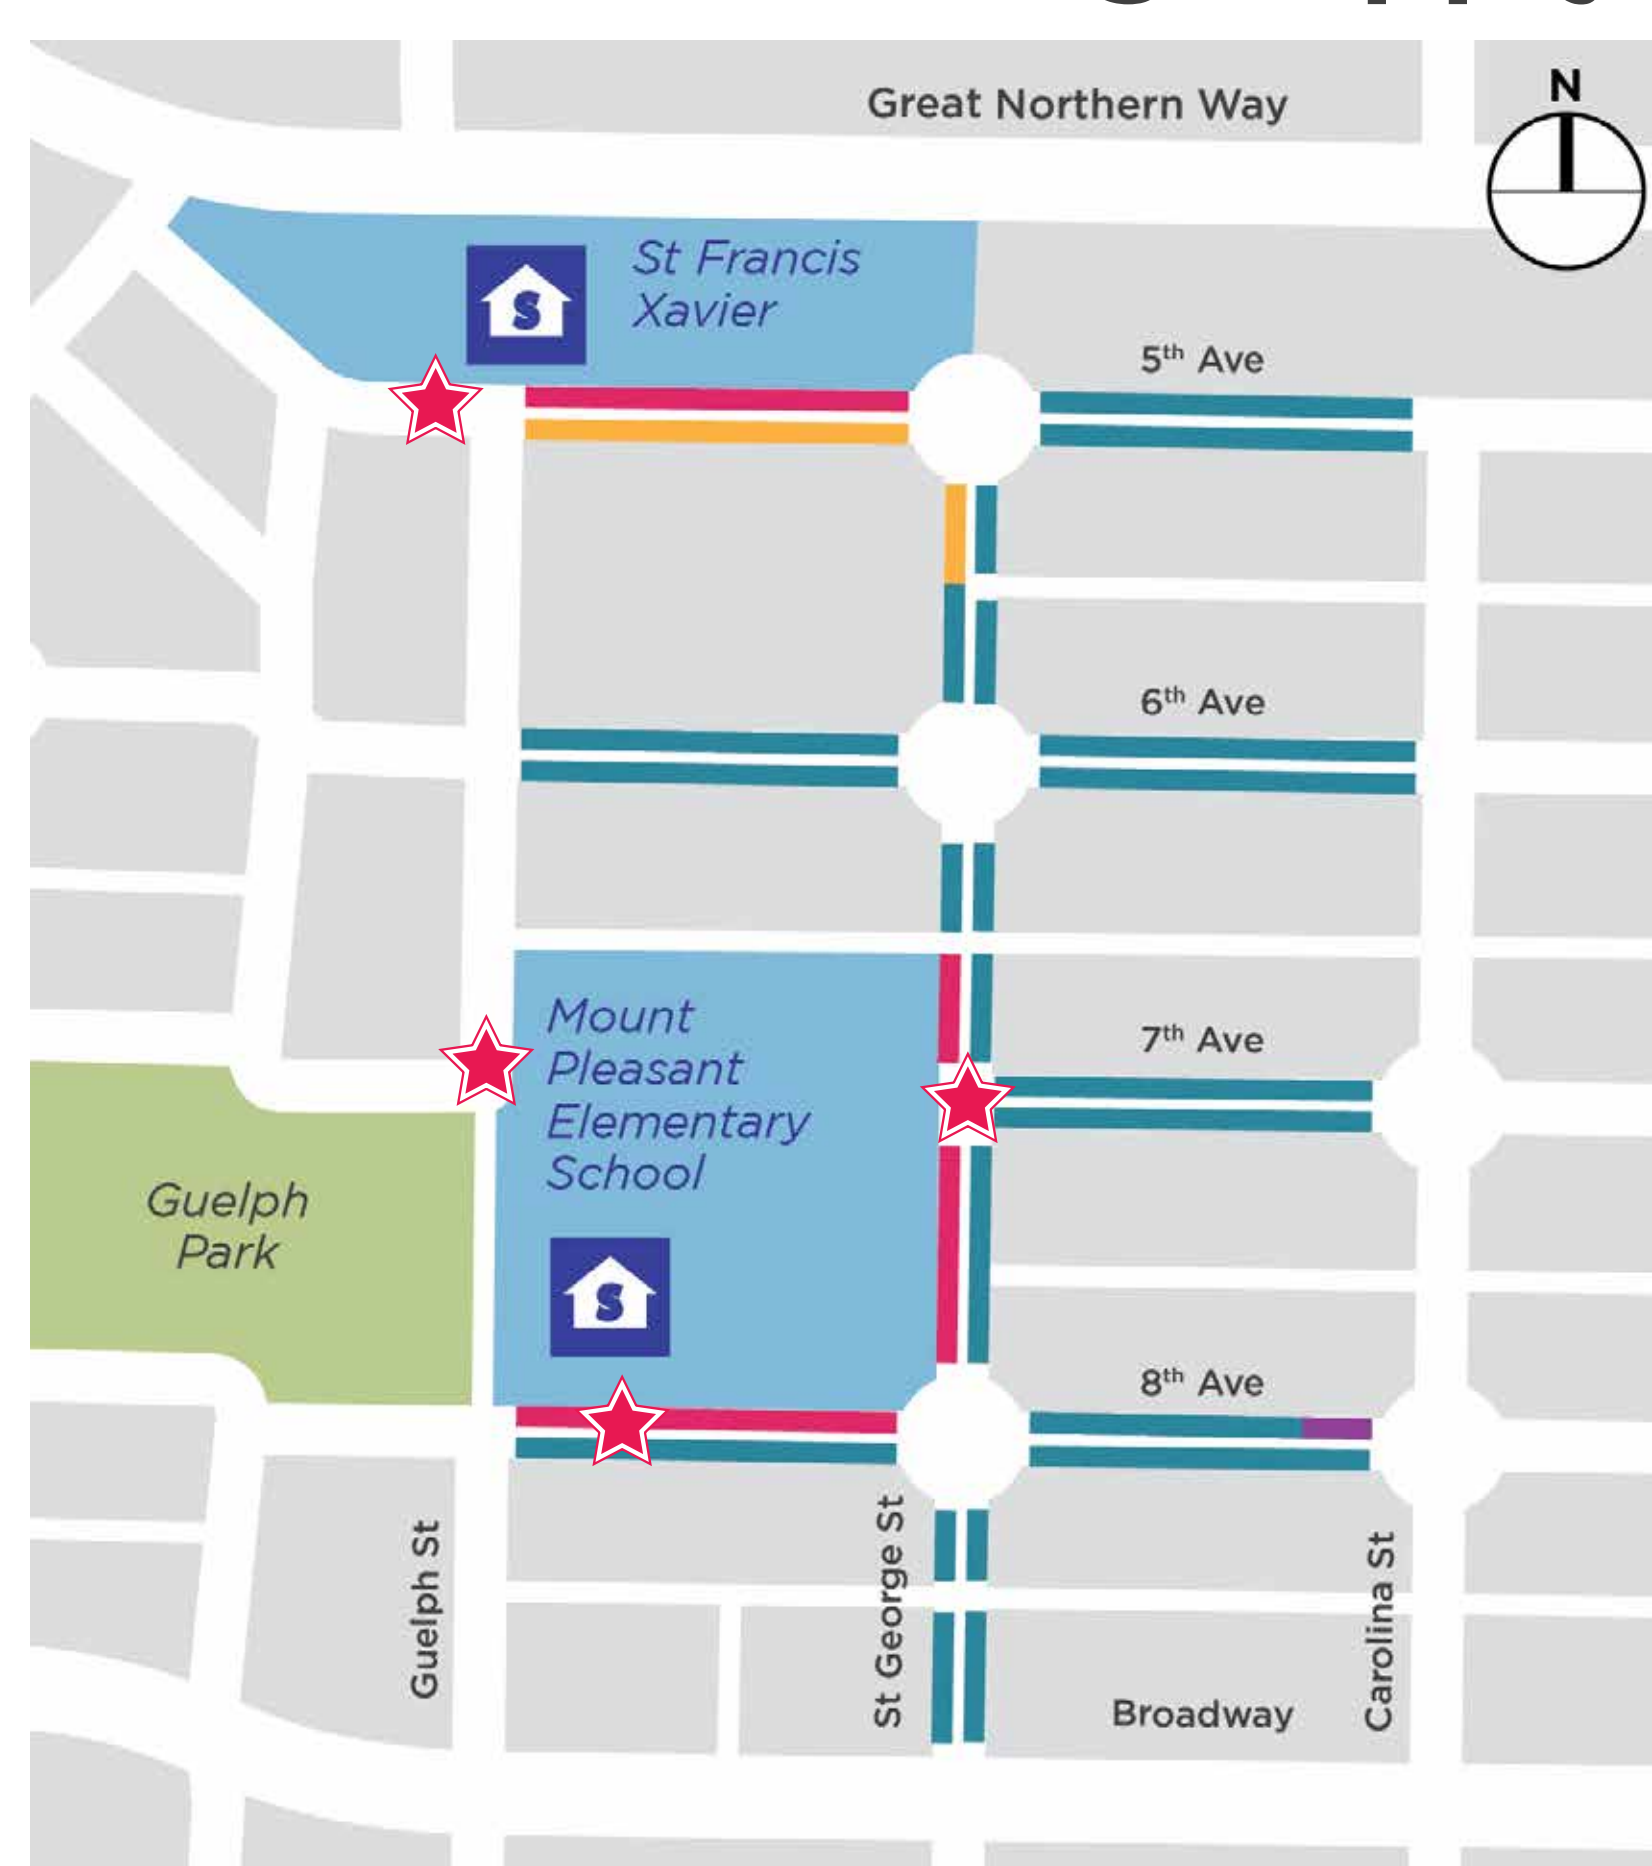 Great Northern Way
N
St Francis
Xavier
S
5th Ave
6th Ave
Mount
Pleasant
Elementary
School
7th Ave
Guelph
Park
S
8th Ave
Guelph St
St George St
Carolina St
Broadway